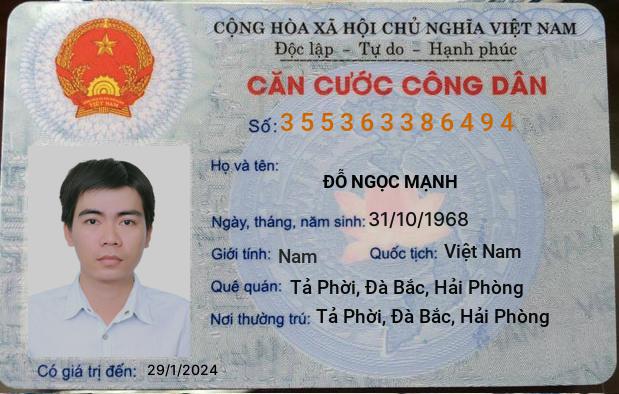 CỘNG HÒA XÃ HỘI CHỦ NGHĨA VIỆT NAM
Độc lập - Tự do - Hạnh phúc
CĂN CƯỚC CÔNG DÂN
Số: 355363386494
Họ và tên:
ĐỖ NGỌC MẠNH
Ngày, tháng, năm sinh: 31/10/1968
Giới tính: Nam Quốc tịch: Việt Nam
Quê quán: Tả Phời, Đà Bắc, Hải Phòng
Nơi thường trú: Tả Phời, Đà Bắc, Hải Phòng
Có giá trị đến: 29/1/2024
VIỆT NAM